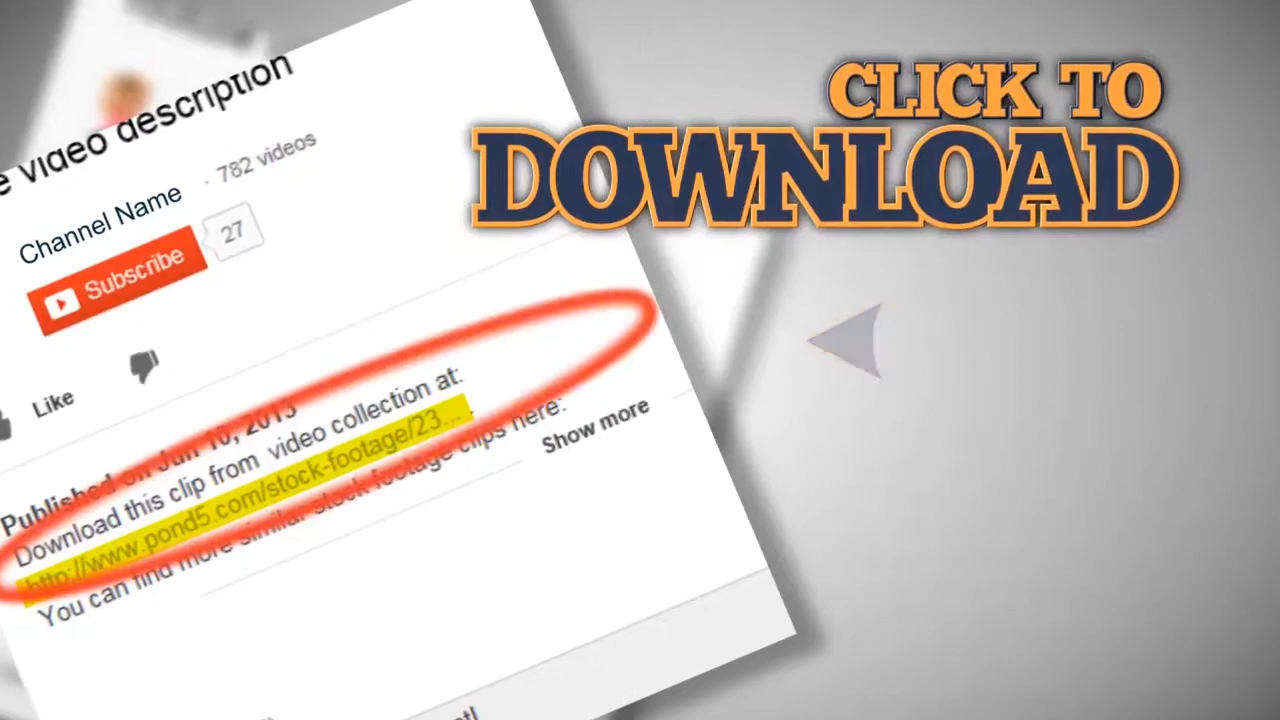 CLICK TO
DOWNLOAD
video description
Channel Name · 782 videos
Subscribe 27
Like
Published on Jun 10, 2013
Download this clip from video collection at:
http://www.pond5.com/stock-footage/23...
You can find more similar stock footage clips here:
Show more